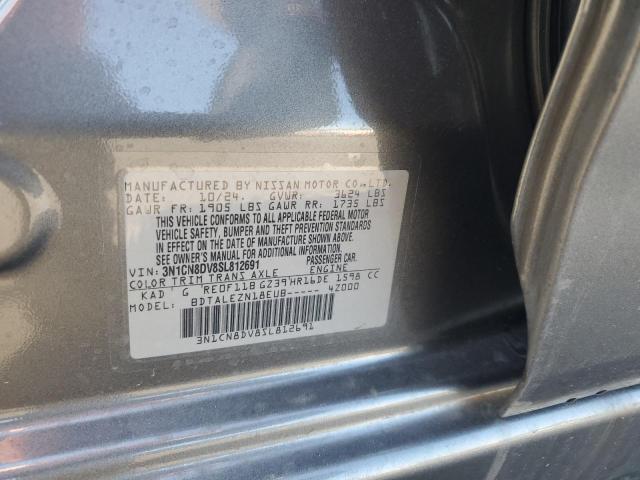 MANUFACTURED BY NISSAN MOTOR CO.,LTD.
DATE: 10/24. GVWR: 3624 LBS
GAWR FR: 1905 LBS GAWR RR: 1735 LBS
THIS VEHICLE CONFORMS TO ALL APPLICABLE FEDERAL MOTOR
VEHICLE SAFETY, BUMPER AND THEFT PREVENTION STANDARDS
IN EFFECT ON THE DATE OF MANUFACTURE SHOWN ABOVE.
SEE OWNER'S MANUAL FOR ADDITIONAL INFORMATION.
VIN: 3N1CN8DV8SL812691 PASSENGER CAR.
COLOR TRIM TRANS AXLE ENGINE
KAD G RE0F11B GZ39 HR16DE 1598 CC
MODEL: BDTALEZN18EUB----- 4Z000
3N1CN8DV8SL812691